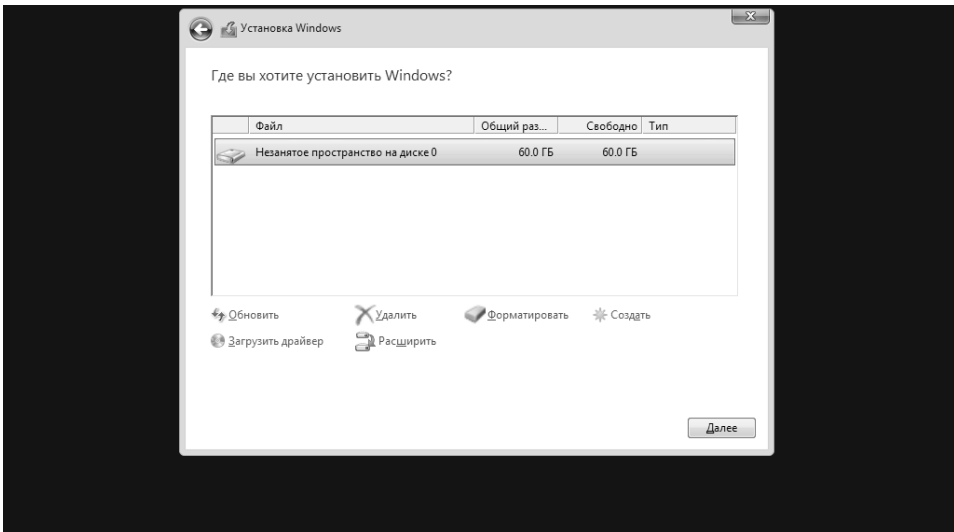 Установка Windows
Где вы хотите установить Windows?
Файл Общий раз... Свободно Тип
Незанятое пространство на диске 0 60.0 ГБ 60.0 ГБ
Обновить Удалить Форматировать Создать
Загрузить драйвер Расширить
Далее